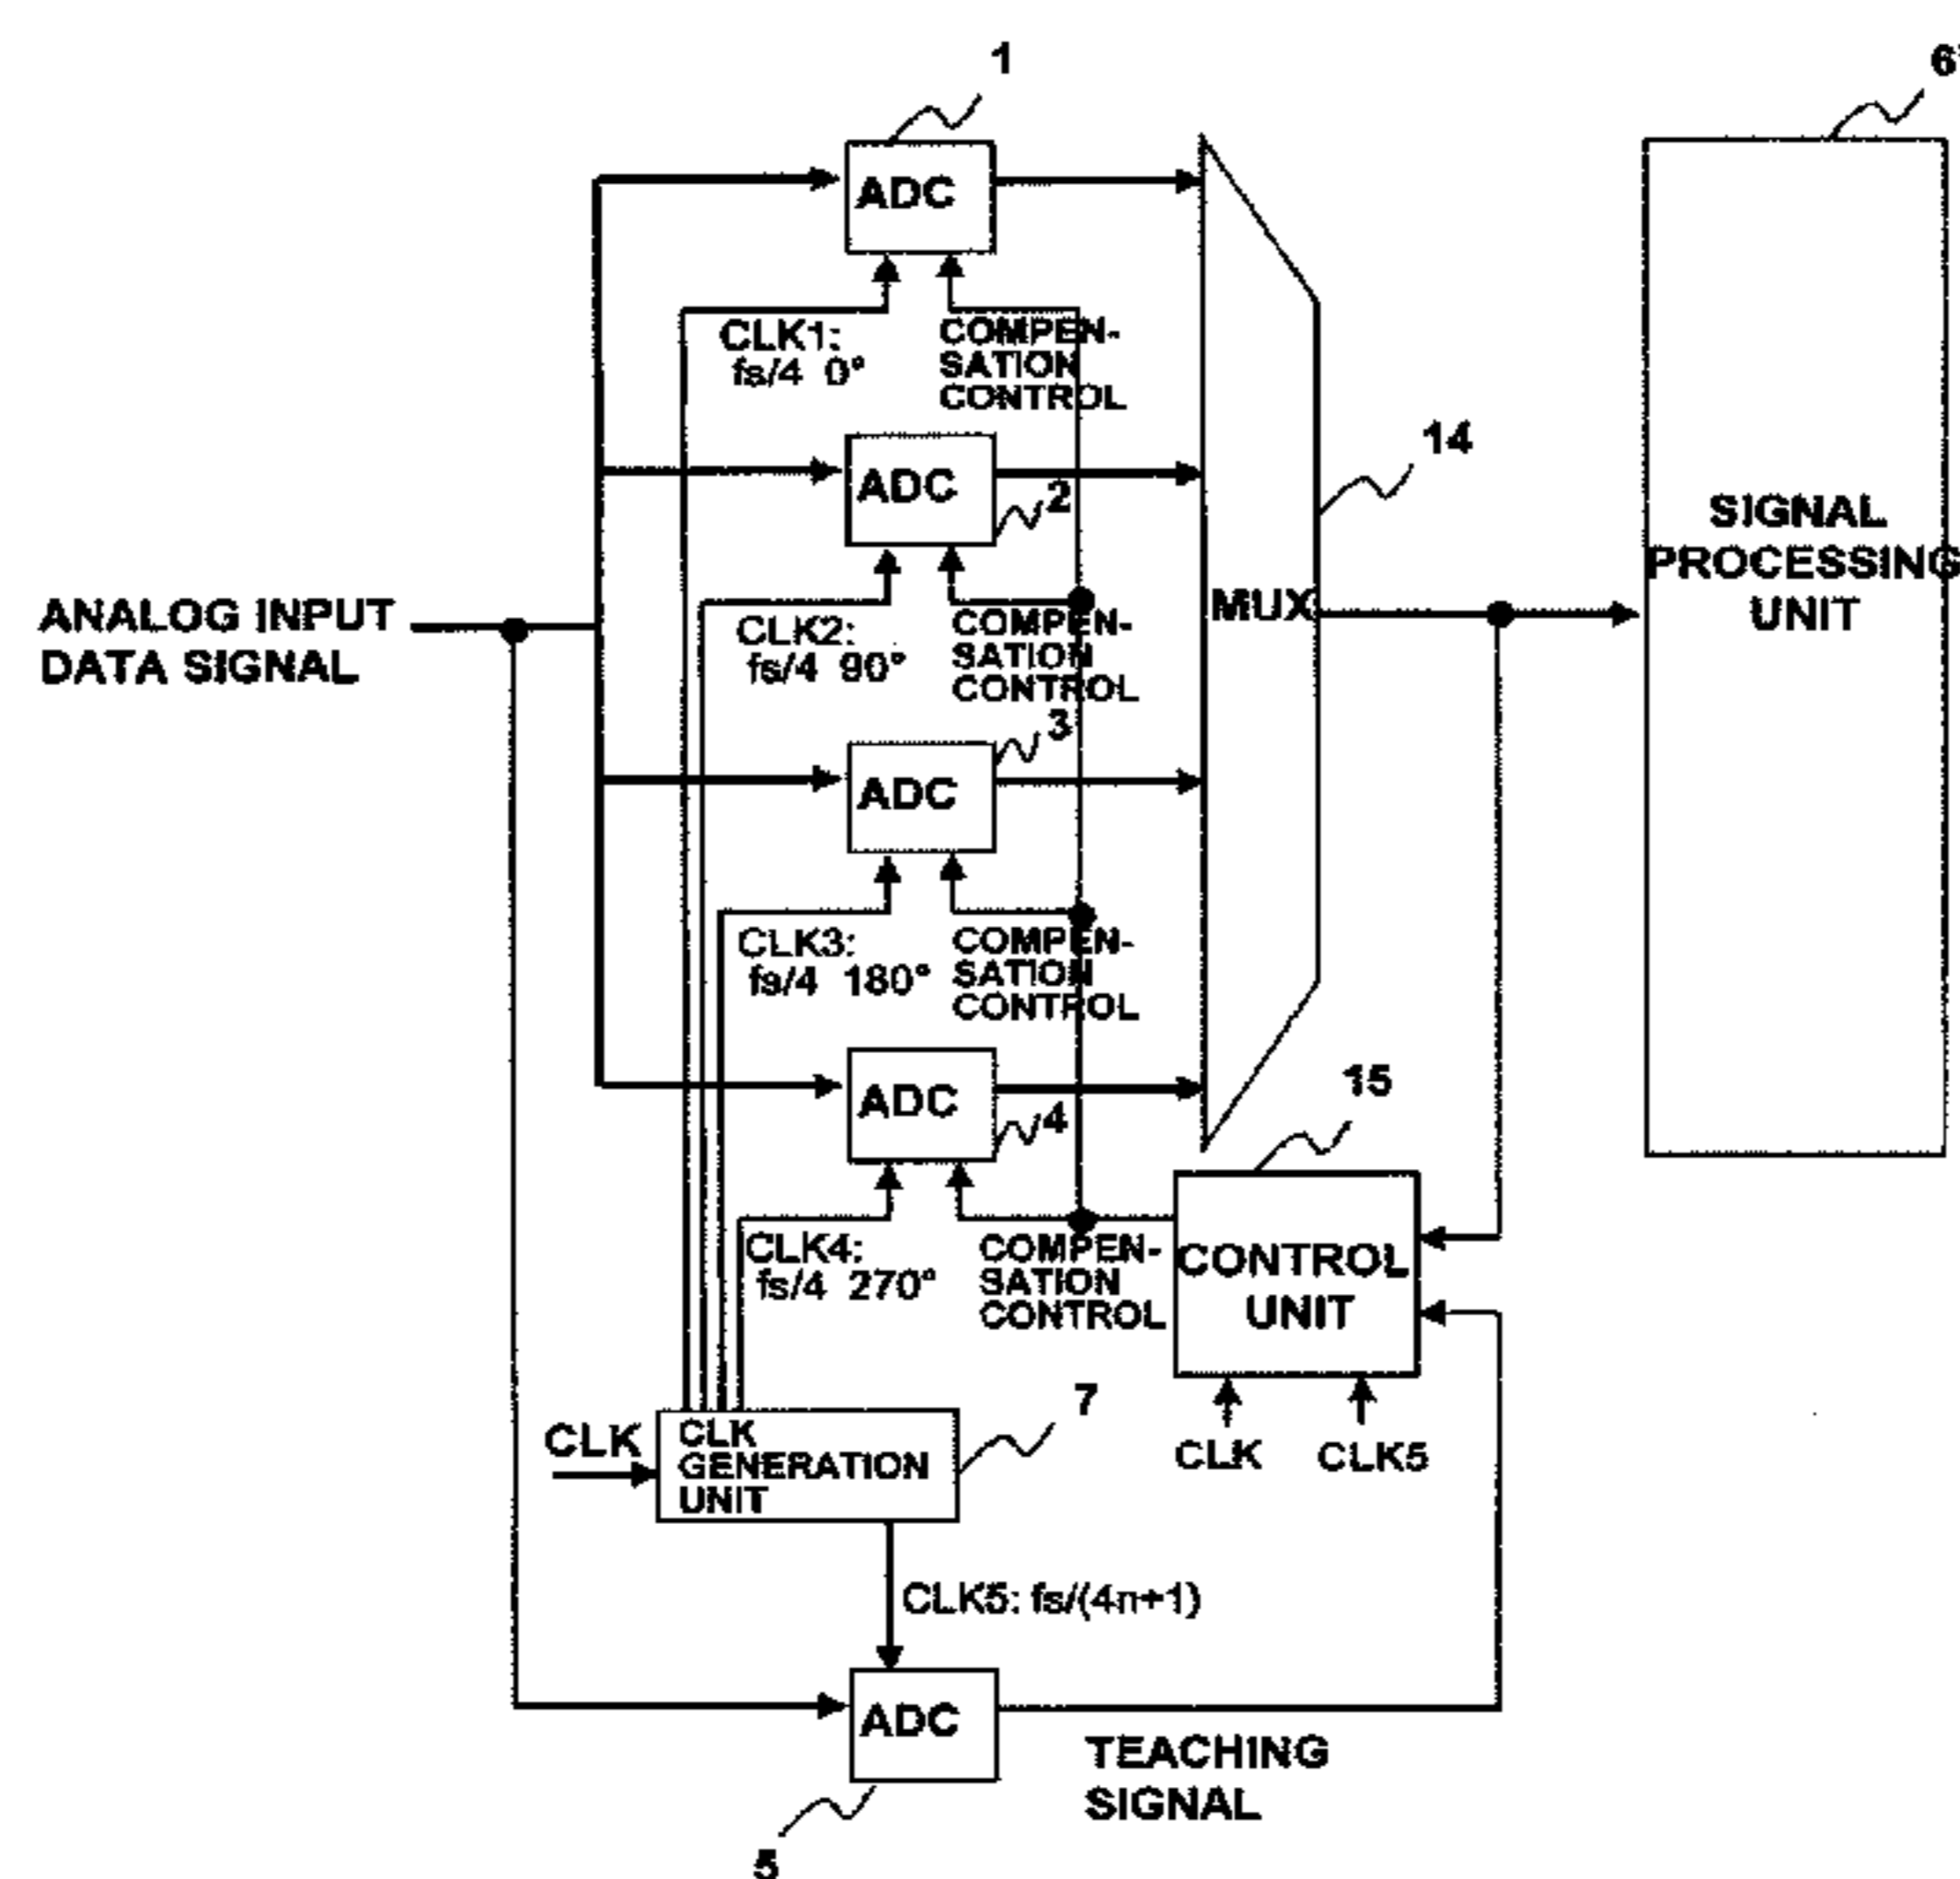 1
6'
ADC
CLK1:
fs/4 0°
COMPEN-
SATION
CONTROL
ADC
2
14
SIGNAL
PROCESSING
UNIT
MUX
ANALOG INPUT
DATA SIGNAL
CLK2:
fs/4 90°
COMPEN-
SATION
CONTROL
3
ADC
CLK3:
fs/4 180°
COMPEN-
SATION
CONTROL
ADC
4
15
CLK4:
fs/4 270°
COMPEN-
SATION
CONTROL
CONTROL
UNIT
CLK
CLK
GENERATION
UNIT
7
CLK
CLK5
CLK5: fs/(4n+1)
ADC
TEACHING
SIGNAL
5